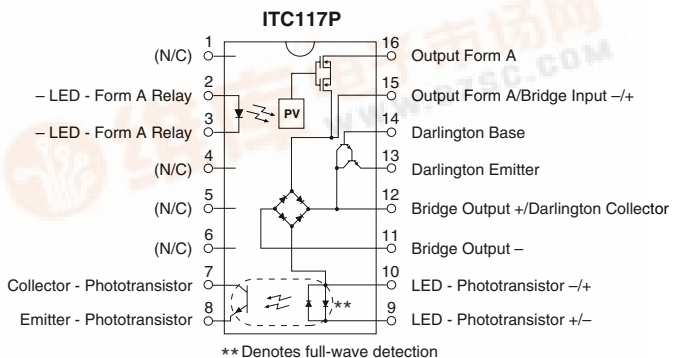 ITC117P
1
(N/C)
16
Output Form A
2
– LED - Form A Relay
15
Output Form A/Bridge Input –/+
PV
3
– LED - Form A Relay
14
Darlington Base
4
(N/C)
13
Darlington Emitter
5
(N/C)
12
Bridge Output +/Darlington Collector
6
(N/C)
11
Bridge Output –
7
Collector - Phototransistor
10
LED - Phototransistor –/+
**
8
Emitter - Phototransistor
9
LED - Phototransistor +/–
** Denotes full-wave detection